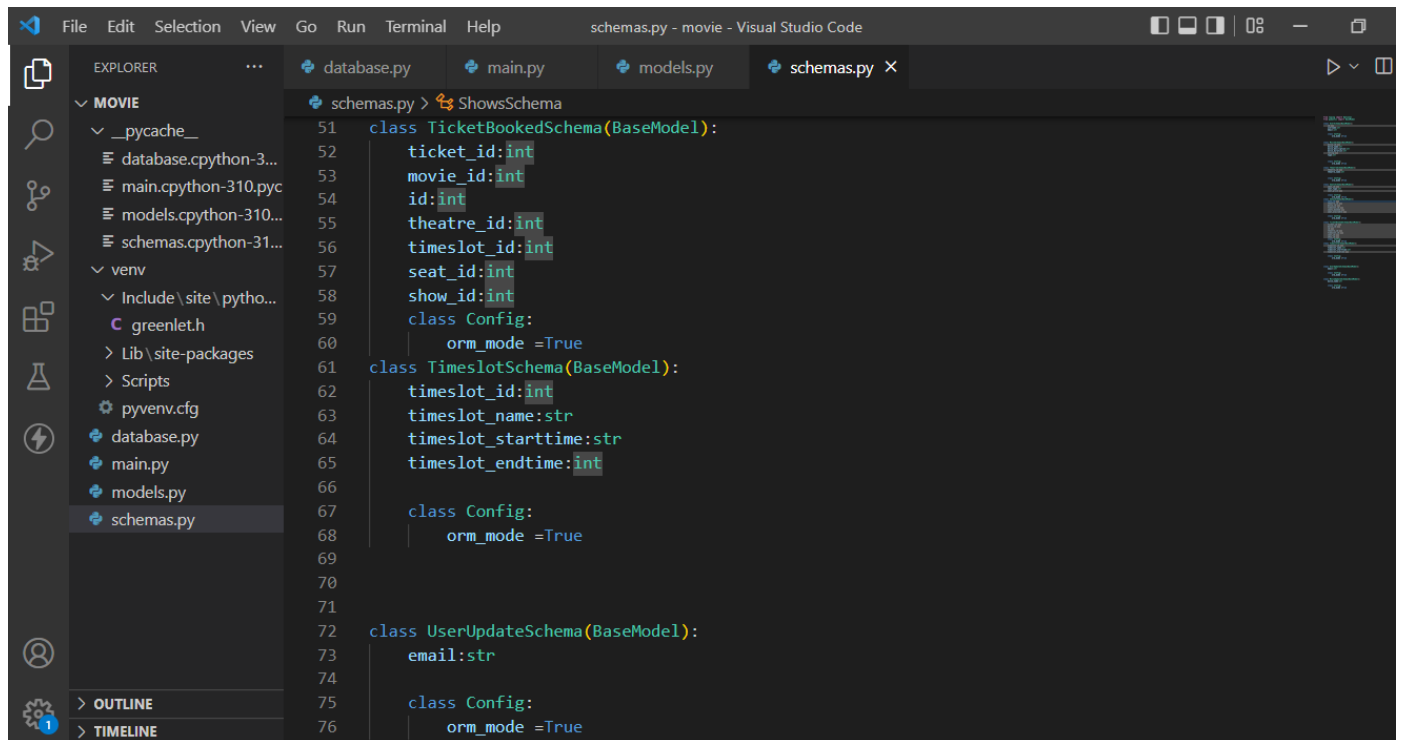 File Edit Selection View Go Run Terminal Help schemas.py - movie - Visual Studio Code
EXPLORER ...
database.py main.py models.py schemas.py
MOVIE
schemas.py > ShowsSchema
__pycache__
database.cpython-3...
main.cpython-310.pyc
models.cpython-310...
schemas.cpython-31...
venv
Include\site\pytho...
C greenlet.h
Lib\site-packages
Scripts
pyvenv.cfg
database.py
main.py
models.py
schemas.py
OUTLINE
TIMELINE
1
51 class TicketBookedSchema(BaseModel):
52 ticket_id:int
53 movie_id:int
54 id:int
55 theatre_id:int
56 timeslot_id:int
57 seat_id:int
58 show_id:int
59 class Config:
60 orm_mode =True
61 class TimeslotSchema(BaseModel):
62 timeslot_id:int
63 timeslot_name:str
64 timeslot_starttime:str
65 timeslot_endtime:int
66
67 class Config:
68 orm_mode =True
69
70
71
72 class UserUpdateSchema(BaseModel):
73 email:str
74
75 class Config:
76 orm_mode =True